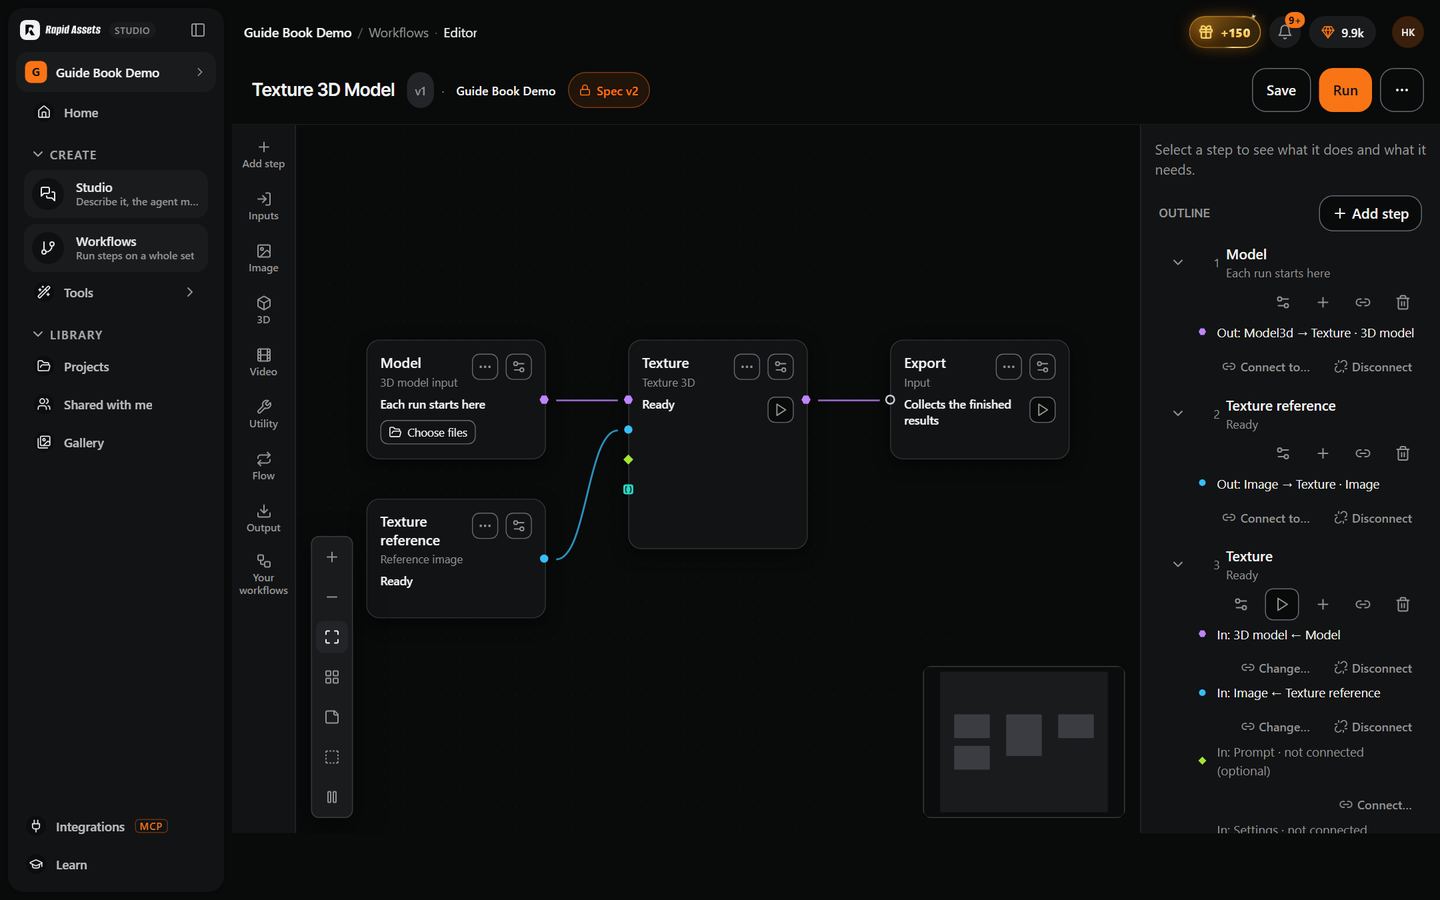 Rapid Assets STUDIO
Guide Book Demo / Workflows · Editor
+150
9+
9.9k
HK
G Guide Book Demo
Home
CREATE
Studio
Describe it, the agent m...
Workflows
Run steps on a whole set
Tools
LIBRARY
Projects
Shared with me
Gallery
Integrations MCP
Learn
Texture 3D Model v1 · Guide Book Demo Spec v2
Save Run
Add step
Inputs
Image
3D
Video
Utility
Flow
Output
Your
workflows
Model
3D model input
Each run starts here
Choose files
Texture
reference
Reference image
Ready
Texture
Texture 3D
Ready
Export
Input
Collects the finished
results
Select a step to see what it does and what it
needs.
OUTLINE
Add step
1 Model
Each run starts here
Out: Model3d → Texture · 3D model
Connect to... Disconnect
2 Texture reference
Ready
Out: Image → Texture · Image
Connect to... Disconnect
3 Texture
Ready
In: 3D model ← Model
Change... Disconnect
In: Image ← Texture reference
Change... Disconnect
In: Prompt · not connected
(optional)
Connect...
In: Settings · not connected